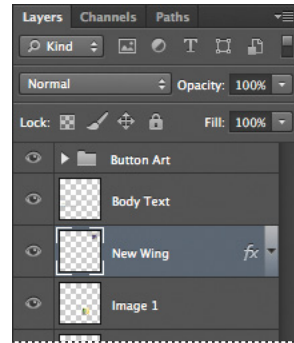 Layers Channels Paths
Kind T
Normal Opacity: 100%
Lock: Fill: 100%
Button Art
Body Text
New Wing fx
Image 1